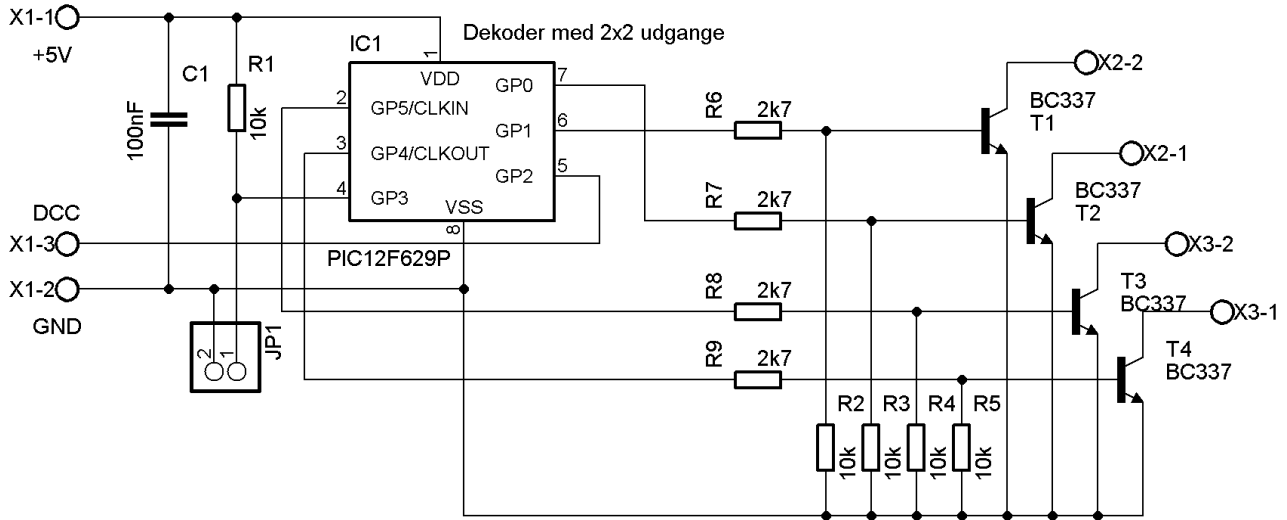 X1-1
+5V
C1
100nF
R1
10k
IC1
Dekoder med 2x2 udgange
1
VDD
2
GP5/CLKIN
3
GP4/CLKOUT
4
GP3
GP0
7
GP1
6
GP2
5
VSS
8
PIC12F629P
DCC
X1-3
X1-2
GND
2
1
JP1
R6
2k7
R7
2k7
R8
2k7
R9
2k7
R2
10k
R3
10k
R4
10k
R5
10k
X2-2
BC337
T1
X2-1
BC337
T2
X3-2
T3
BC337
X3-1
T4
BC337